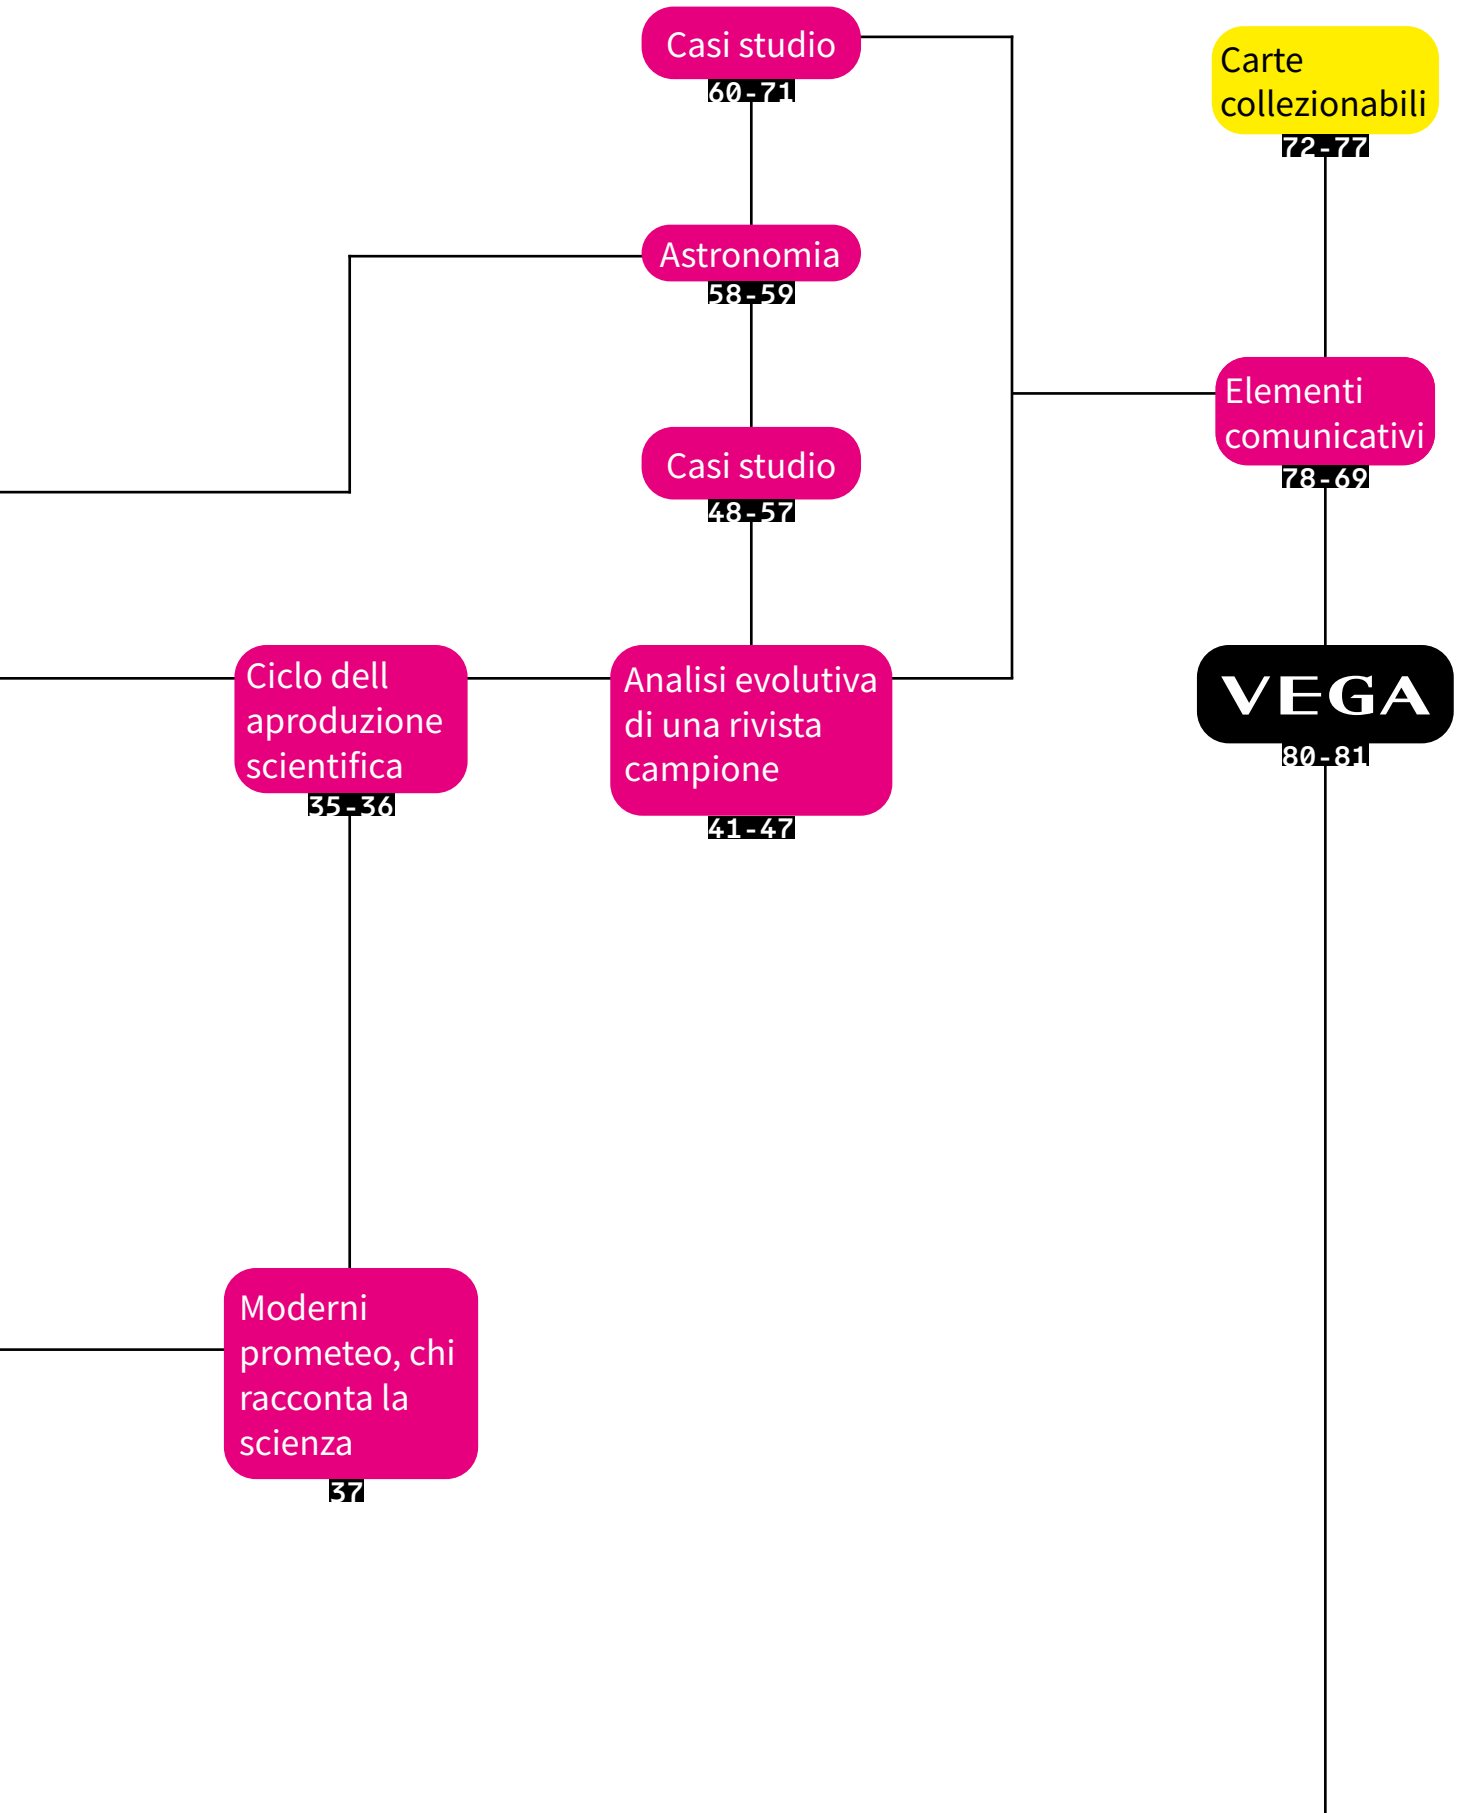 Casi studio
60-71
Carte
collezionabili
72-77
Astronomia
58-59
Elementi
comunicativi
78-69
Casi studio
48-57
Ciclo dell
aproduzione
scientifica
35-36
Analisi evolutiva
di una rivista
campione
41-47
VEGA
80-81
Moderni
prometeo, chi
racconta la
scienza
37